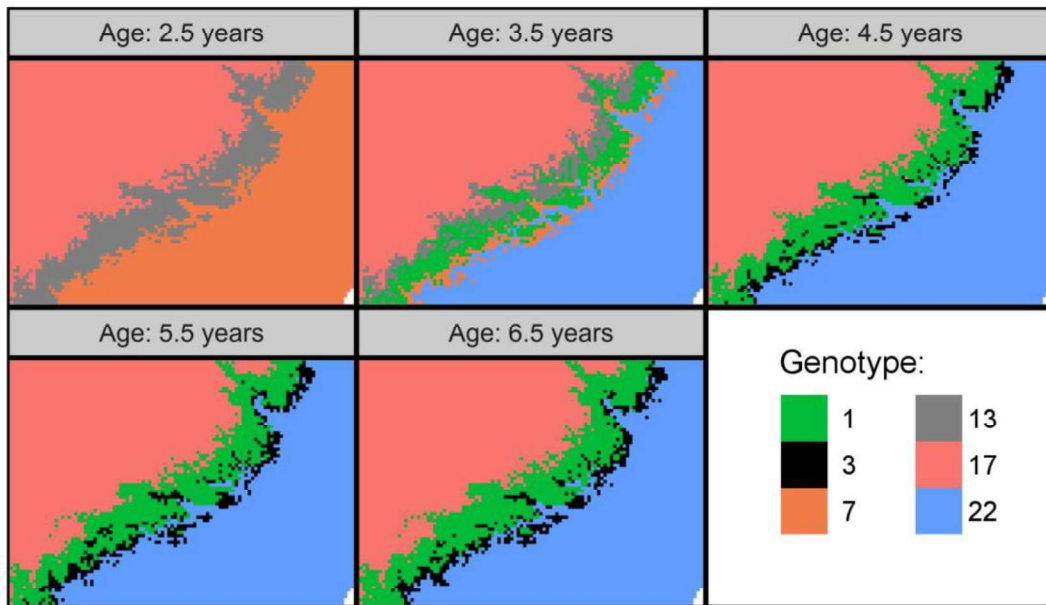 Age: 2.5 years
Age: 3.5 years
Age: 4.5 years
Age: 5.5 years
Age: 6.5 years
Genotype:
1
13
3
17
7
22